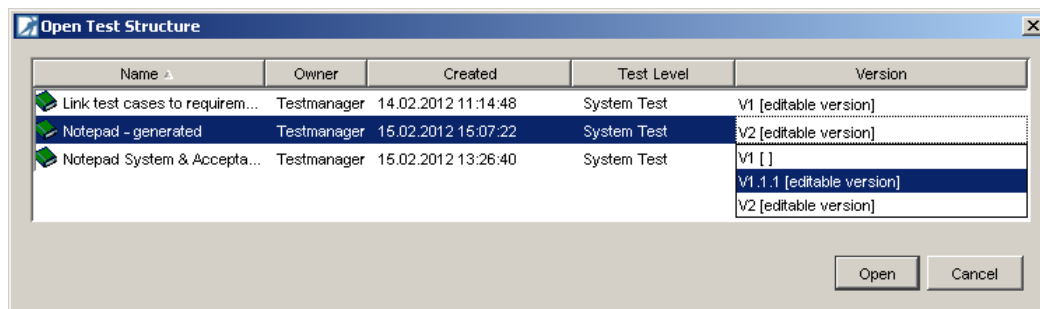 Open Test Structure
Name Owner Created Test Level Version
Link test cases to requirem... Testmanager 14.02.2012 11:14:48 System Test V1 [editable version]
Notepad - generated Testmanager 15.02.2012 15:07:22 System Test V2 [editable version]
Notepad System & Accepta... Testmanager 15.02.2012 13:26:40 System Test V1 [ ]
V1.1.1 [editable version]
V2 [editable version]
Open Cancel